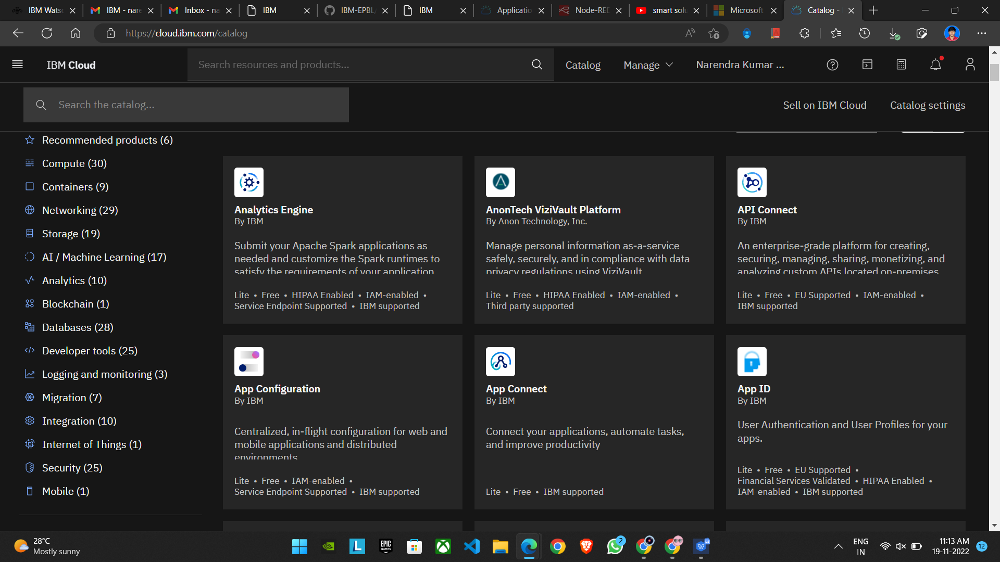 IBM Watso
IBM - nare
Inbox - na
IBM
IBM-EPBL/
IBM
Applicatio
Node-RED
smart solu
Microsoft
Catalog -
https://cloud.ibm.com/catalog
IBM Cloud
Search resources and products...
Catalog
Manage
Narendra Kumar ...
Search the catalog...
Sell on IBM Cloud
Catalog settings
Recommended products (6)
Compute (30)
Containers (9)
Networking (29)
Storage (19)
AI / Machine Learning (17)
Analytics (10)
Blockchain (1)
Databases (28)
Developer tools (25)
Logging and monitoring (3)
Migration (7)
Integration (10)
Internet of Things (1)
Security (25)
Mobile (1)
Analytics Engine
By IBM
Submit your Apache Spark applications as
needed and customize the Spark runtimes to
satisfy the requirements of your application
Lite • Free • HIPAA Enabled • IAM-enabled •
Service Endpoint Supported • IBM supported
AnonTech ViziVault Platform
By Anon Technology, Inc.
Manage personal information as-a-service
safely, securely, and in compliance with data
privacy regulations using ViziVault
Lite • Free • HIPAA Enabled • IAM-enabled •
Third party supported
API Connect
By IBM
An enterprise-grade platform for creating,
securing, managing, sharing, monetizing, and
analyzing custom APIs located on-premises
Lite • Free • EU Supported • IAM-enabled •
IBM supported
App Configuration
By IBM
Centralized, in-flight configuration for web and
mobile applications and distributed
environments
Lite • Free • IAM-enabled •
Service Endpoint Supported • IBM supported
App Connect
By IBM
Connect your applications, automate tasks,
and improve productivity
Lite • Free • IBM supported
App ID
By IBM
User Authentication and User Profiles for your
apps.
Lite • Free • EU Supported •
Financial Services Validated • HIPAA Enabled •
IAM-enabled • IBM supported
28°C
Mostly sunny
L
EPIC
GAMES
2
ENG
IN
11:13 AM
19-11-2022
12